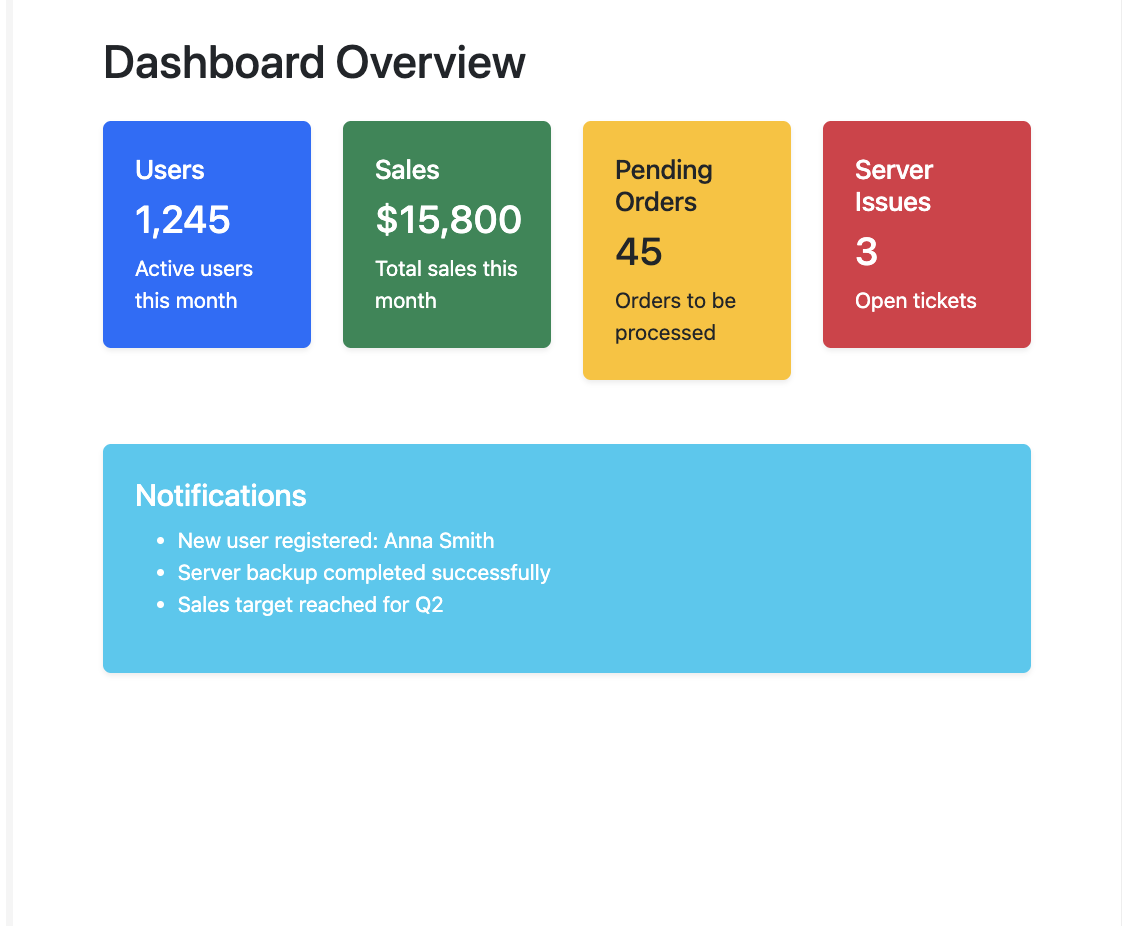 Dashboard Overview
Users
1,245
Active users
this month
Sales
$15,800
Total sales this
month
Pending
Orders
45
Orders to be
processed
Server
Issues
3
Open tickets
Notifications
• New user registered: Anna Smith
• Server backup completed successfully
• Sales target reached for Q2